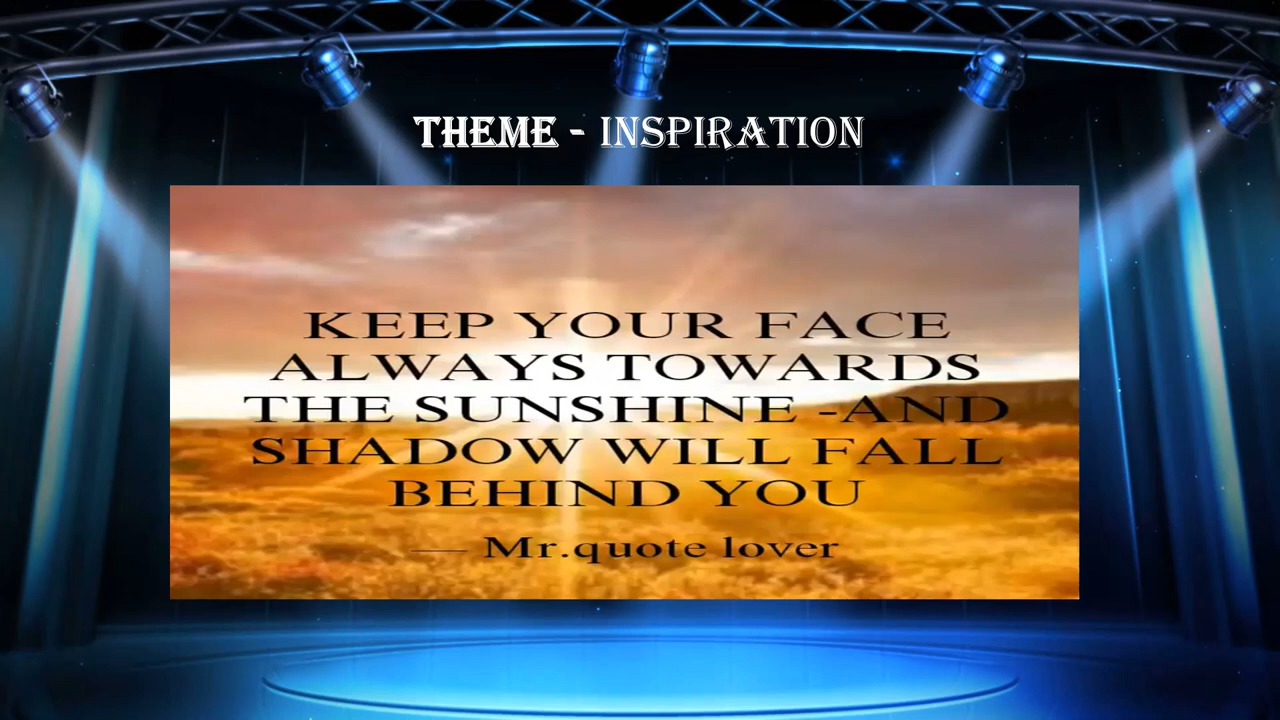 THEME - INSPIRATION
KEEP YOUR FACE
ALWAYS TOWARDS
THE SUNSHINE -AND
SHADOW WILL FALL
BEHIND YOU
— Mr.quote lover